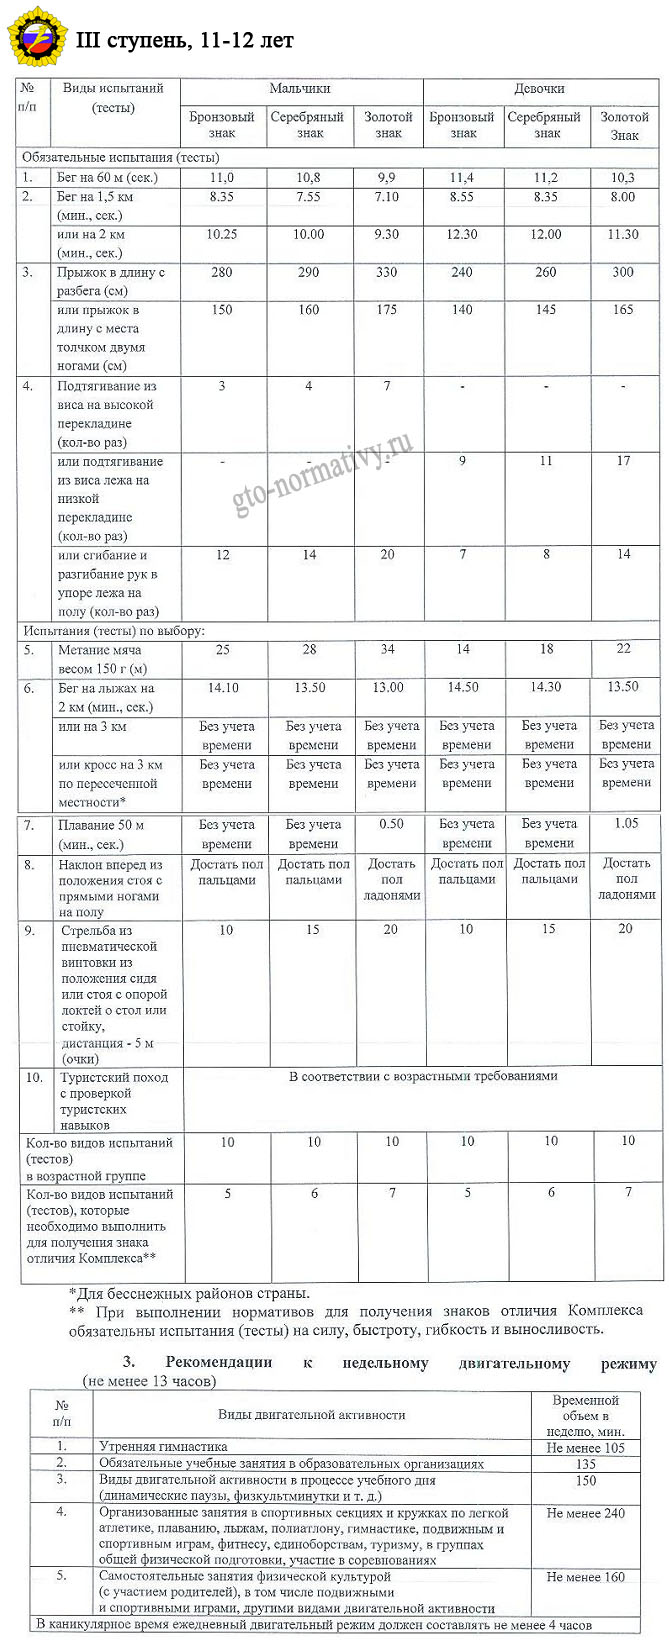 III ступень, 11-12 лет
№ п/п Виды испытаний (тесты) Мальчики Девочки
Бронзовый знак Серебряный знак Золотой знак Бронзовый знак Серебряный знак Золотой Знак
Обязательные испытания (тесты)
1. Бег на 60 м (сек.) 11,0 10,8 9,9 11,4 11,2 10,3
2. Бег на 1,5 км 8.35 7.55 7.10 8.55 8.35 8.00
(мин., сек.)
или на 2 км 10.25 10.00 9.30 12.30 12.00 11.30
(мин., сек.)
3. Прыжок в длину с 280 290 330 240 260 300
разбега (см)
или прыжок в 150 160 175 140 145 165
длину с места
толчком двумя
ногами (см)
4. Подтягивание из 3 4 7 - - -
виса на высокой
перекладине
(кол-во раз)
или подтягивание - - - 9 11 17
из виса лежа на
низкой
перекладине
(кол-во раз)
или сгибание и 12 14 20 7 8 14
разгибание рук в
упоре лежа на
полу (кол-во раз)
gto-normativy.ru
Испытания (тесты) по выбору:
5. Метание мяча 25 28 34 14 18 22
весом 150 г (м)
6. Бег на лыжах на 14.10 13.50 13.00 14.50 14.30 13.50
2 км (мин., сек.)
или на 3 км Без учета Без учета Без учета Без учета Без учета Без учета
времени времени времени времени времени времени
или кросс на 3 км Без учета Без учета Без учета Без учета Без учета Без учета
по пересеченной времени времени времени времени времени времени
местности*
7. Плавание 50 м Без учета Без учета 0.50 Без учета Без учета 1.05
(мин., сек.) времени времени времени времени
8. Наклон вперед из Достать пол Достать пол Достать Достать пол Достать пол Достать
положения стоя с пальцами пальцами пол пальцами пальцами пол
прямыми ногами ладонями ладонями
на полу
9. Стрельба из 10 15 20 10 15 20
пневматической
винтовки из
положения сидя
или стоя с опорой
локтей о стол или
стойку,
дистанция - 5 м
(очки)
10. Туристский поход В соответствии с возрастными требованиями
с проверкой
туристских
навыков
Кол-во видов испытаний 10 10 10 10 10 10
(тестов)
в возрастной группе
Кол-во видов испытаний 5 6 7 5 6 7
(тестов), которые
необходимо выполнить
для получения знака
отличия Комплекса**
*Для бесснежных районов страны.
** При выполнении нормативов для получения знаков отличия Комплекса
обязательны испытания (тесты) на силу, быстроту, гибкость и выносливость.
3. Рекомендации к недельному двигательному режиму
(не менее 13 часов)
№ п/п Виды двигательной активности Временной объем в неделю, мин.
1. Утренняя гимнастика Не менее 105
2. Обязательные учебные занятия в образовательных организациях 135
3. Виды двигательной активности в процессе учебного дня 150
(динамические паузы, физкультминутки и т. д.)
4. Организованные занятия в спортивных секциях и кружках по легкой Не менее 240
атлетике, плаванию, лыжам, полиатлону, гимнастике, подвижным и
спортивным играм, фитнесу, единоборствам, туризму, в группах
общей физической подготовки, участие в соревнованиях
5. Самостоятельные занятия физической культурой Не менее 160
(с участием родителей), в том числе подвижными
и спортивными играми, другими видами двигательной активности
В каникулярное время ежедневный двигательный режим должен составлять не менее 4 часов